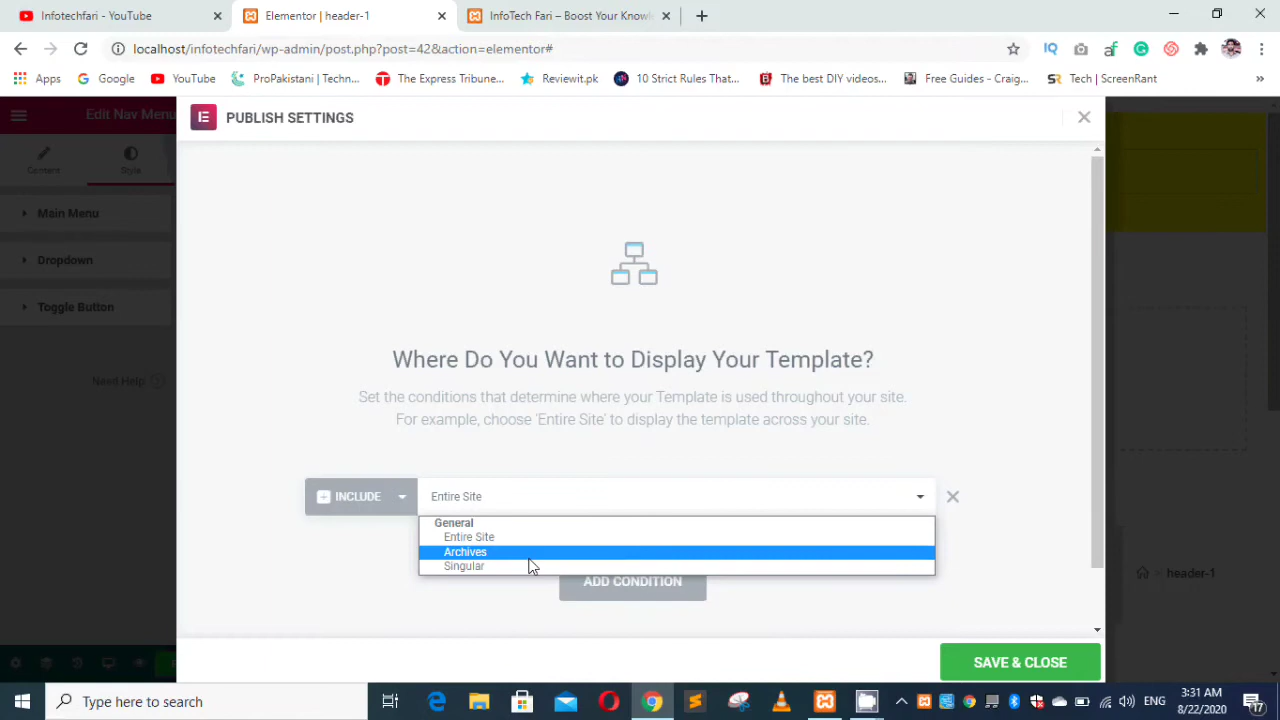 Infotechfari - YouTube
Elementor | header-1
InfoTech Fari – Boost Your Know
localhost/infotechfari/wp-admin/post.php?post=42&action=elementor#
IQ
af
Apps
Google
YouTube
ProPakistani | Techn...
The Express Tribune...
Reviewit.pk
10 Strict Rules That...
The best DIY videos...
Free Guides - Craig...
Tech | ScreenRant
»
Edit Nav Menu
PUBLISH SETTINGS
Content
Style
Main Menu
Dropdown
Toggle Button
Need Help
Where Do You Want to Display Your Template?
Set the conditions that determine where your Template is used throughout your site.
For example, choose 'Entire Site' to display the template across your site.
INCLUDE
Entire Site
General
Entire Site
Archives
Singular
> header-1
ADD CONDITION
SAVE & CLOSE
Type here to search
ENG
3:31 AM
8/22/2020
17